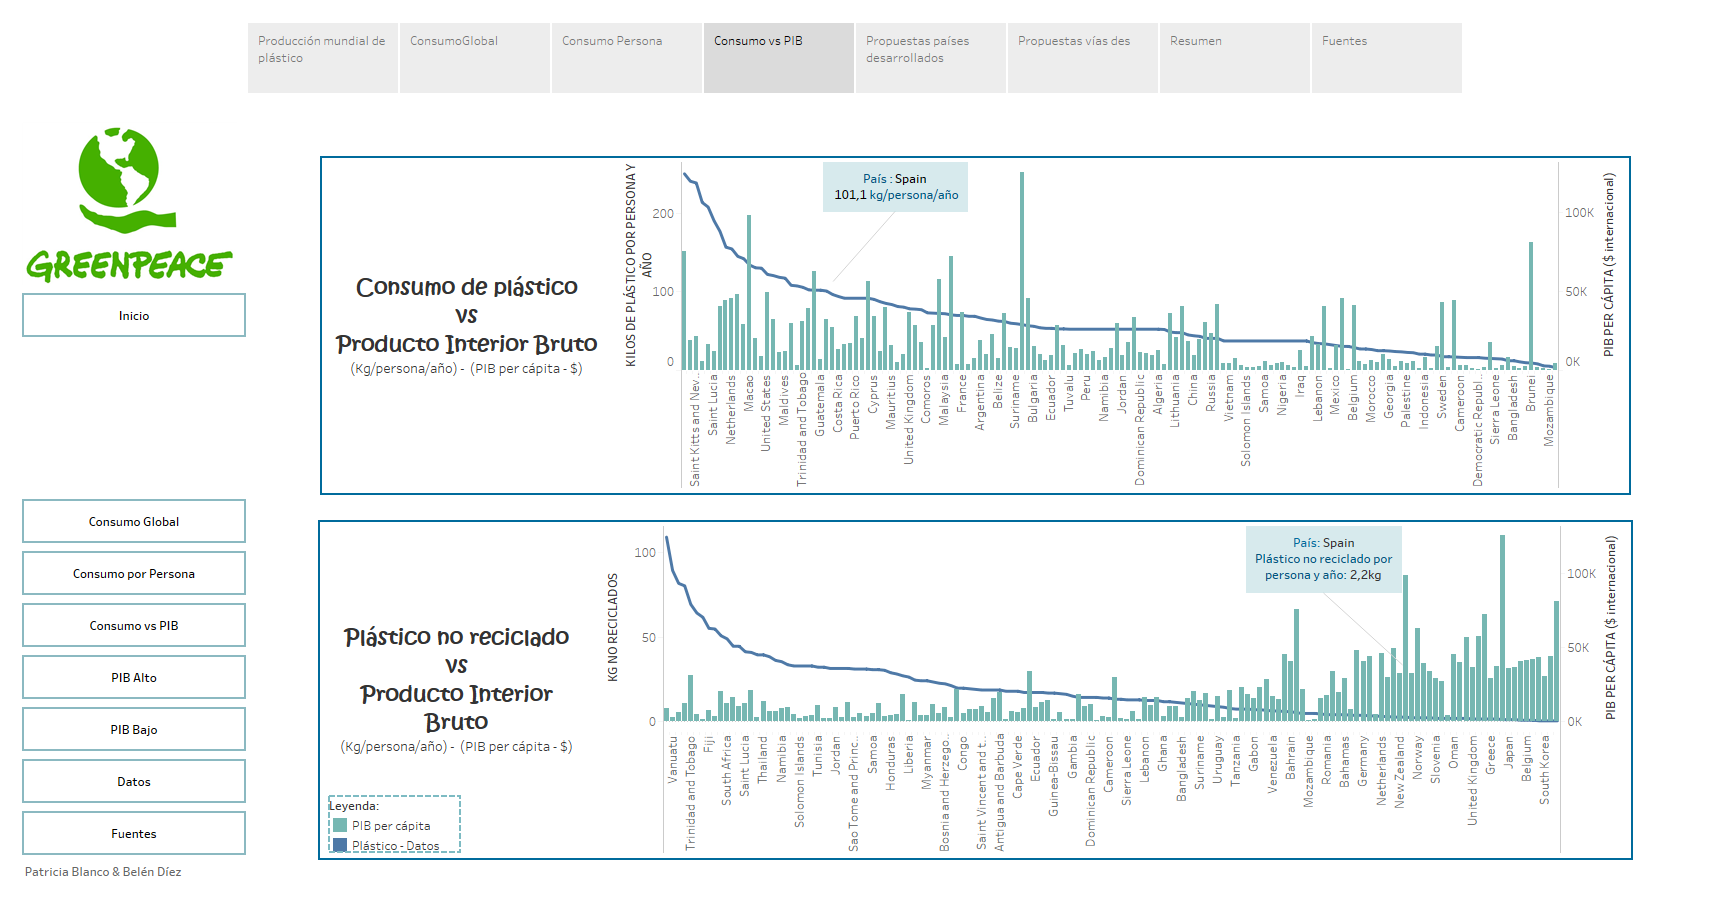 Producción mundial de
plástico
ConsumoGlobal
Consumo Persona
Consumo vs PIB
Propuestas países
desarrollados
Propuestas vías des
Resumen
Fuentes
GREENPEACE
Inicio
Consumo Global
Consumo por Persona
Consumo vs PIB
PIB Alto
PIB Bajo
Datos
Fuentes
Patricia Blanco & Belén Díez
Consumo de plástico
vs
Producto Interior Bruto
(Kg/persona/año) - (PIB per cápita - $)
KILOS DE PLÁSTICO POR PERSONA Y
AÑO
200
100
0
País : Spain
101,1 kg/persona/año
100K
50K
0K
PIB PER CÁPITA ($ internacional)
Saint Kitts and Nev..
Saint Lucia
Netherlands
Macao
United States
Maldives
Trinidad and Tobago
Guatemala
Costa Rica
Puerto Rico
Cyprus
Mauritius
United Kingdom
Comoros
Malaysia
France
Argentina
Belize
Suriname
Bulgaria
Ecuador
Tuvalu
Peru
Namibia
Jordan
Dominican Republic
Algeria
Lithuania
China
Russia
Vietnam
Solomon Islands
Samoa
Nigeria
Iraq
Lebanon
Mexico
Belgium
Morocco
Georgia
Palestine
Indonesia
Sweden
Cameroon
Democratic Republ..
Sierra Leone
Bangladesh
Brunei
Mozambique
Plástico no reciclado
vs
Producto Interior
Bruto
(Kg/persona/año) - (PIB per cápita - $)
Leyenda:
PIB per cápita
Plástico - Datos
KG NO RECICLADOS
100
50
0
País: Spain
Plástico no reciclado por
persona y año: 2,2kg
100K
50K
0K
PIB PER CÁPITA ($ internacional)
Vanuatu
Trinidad and Tobago
Fiji
South Africa
Saint Lucia
Thailand
Namibia
Solomon Islands
Tunisia
Jordan
Sao Tome and Princ..
Samoa
Honduras
Liberia
Myanmar
Bosnia and Herzego..
Congo
Saint Vincent and t..
Antigua and Barbuda
Cape Verde
Ecuador
Guinea-Bissau
Gambia
Dominican Republic
Cameroon
Sierra Leone
Lebanon
Ghana
Bangladesh
Suriname
Uruguay
Tanzania
Gabon
Venezuela
Bahrain
Mozambique
Romania
Bahamas
Germany
Netherlands
New Zealand
Norway
Slovenia
Oman
United Kingdom
Greece
Japan
Belgium
South Korea